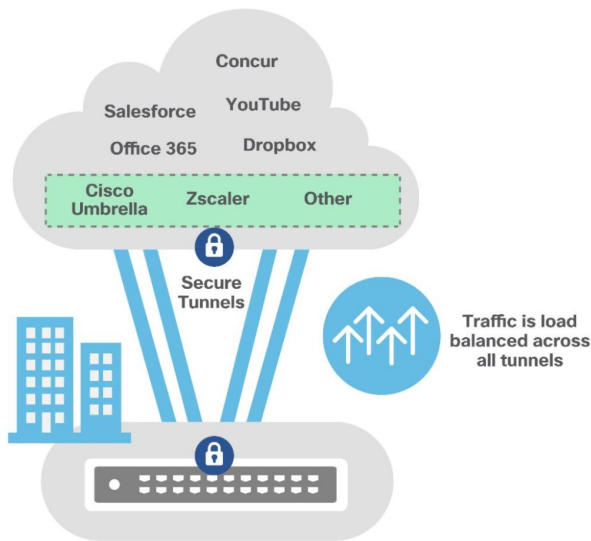 Concur
Salesforce
YouTube
Office 365
Dropbox
Cisco
Umbrella
Zscaler
Other
Secure
Tunnels
Traffic is load
balanced across
all tunnels